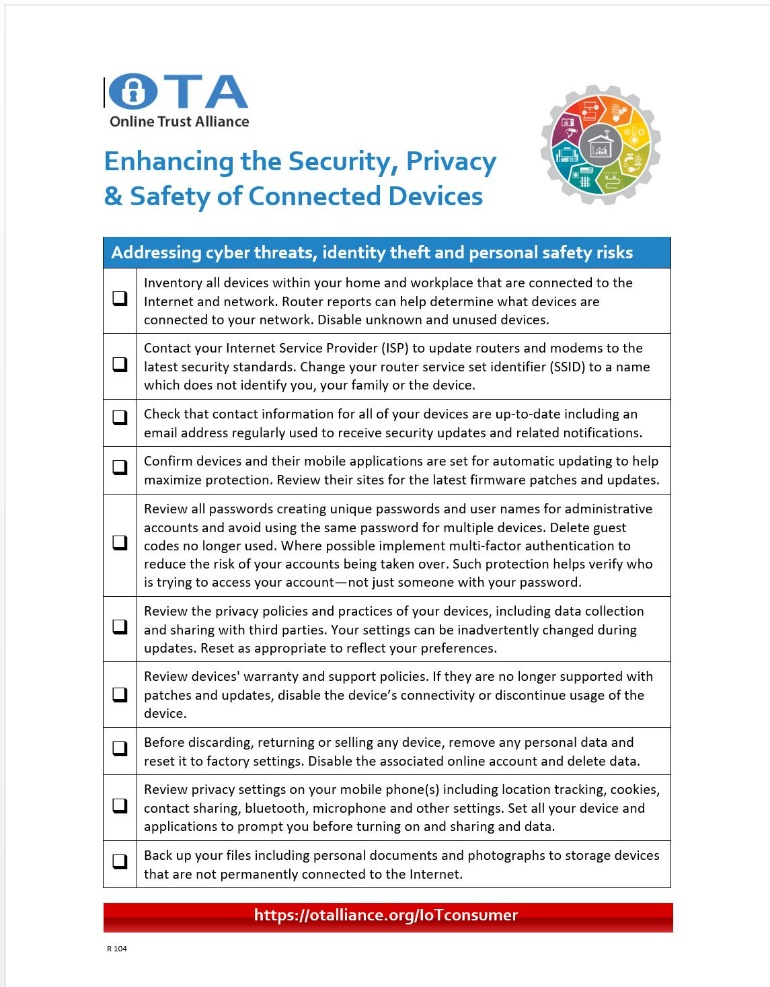 OTA
Online Trust Alliance
Enhancing the Security, Privacy
& Safety of Connected Devices
Addressing cyber threats, identity theft and personal safety risks
Inventory all devices within your home and workplace that are connected to the
Internet and network. Router reports can help determine what devices are
connected to your network. Disable unknown and unused devices.
Contact your Internet Service Provider (ISP) to update routers and modems to the
latest security standards. Change your router service set identifier (SSID) to a name
which does not identify you, your family or the device.
Check that contact information for all of your devices are up-to-date including an
email address regularly used to receive security updates and related notifications.
Confirm devices and their mobile applications are set for automatic updating to help
maximize protection. Review their sites for the latest firmware patches and updates.
Review all passwords creating unique passwords and user names for administrative
accounts and avoid using the same password for multiple devices. Delete guest
codes no longer used. Where possible implement multi-factor authentication to
reduce the risk of your accounts being taken over. Such protection helps verify who
is trying to access your account—not just someone with your password.
Review the privacy policies and practices of your devices, including data collection
and sharing with third parties. Your settings can be inadvertently changed during
updates. Reset as appropriate to reflect your preferences.
Review devices' warranty and support policies. If they are no longer supported with
patches and updates, disable the device’s connectivity or discontinue usage of the
device.
Before discarding, returning or selling any device, remove any personal data and
reset it to factory settings. Disable the associated online account and delete data.
Review privacy settings on your mobile phone(s) including location tracking, cookies,
contact sharing, bluetooth, microphone and other settings. Set all your device and
applications to prompt you before turning on and sharing and data.
Back up your files including personal documents and photographs to storage devices
that are not permanently connected to the Internet.
https://otalliance.org/IoTconsumer
R 104